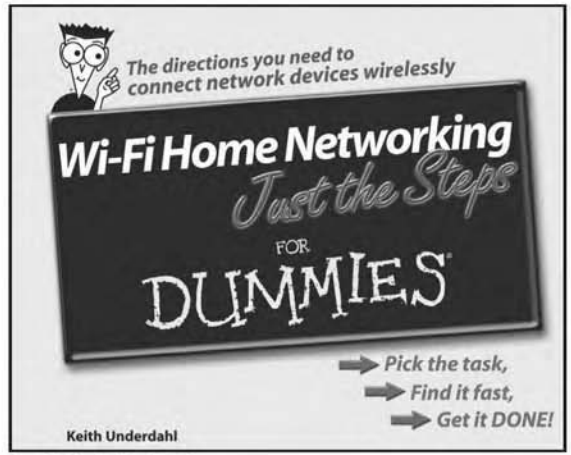 The directions you need to
connect network devices wirelessly
Wi-Fi Home Networking
Just the Steps
FOR
DUMMIES®
Pick the task,
Find it fast,
Get it DONE!
Keith Underdahl